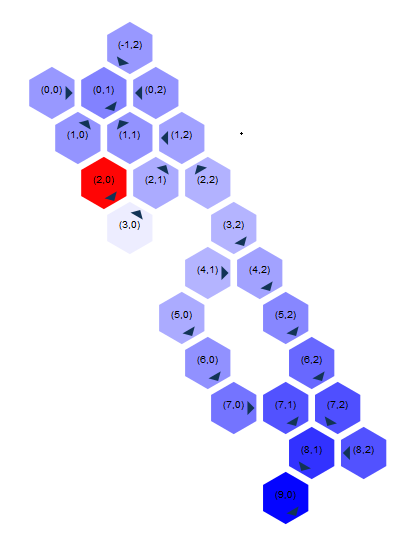 (-1,2)
(0,0) (0,1) (0,2)
(1,0) (1,1) (1,2)
(2,0) (2,1) (2,2)
(3,0) (3,2)
(4,1) (4,2)
(5,0) (5,2)
(6,0) (6,2)
(7,0) (7,1) (7,2)
(8,1) (8,2)
(9,0)